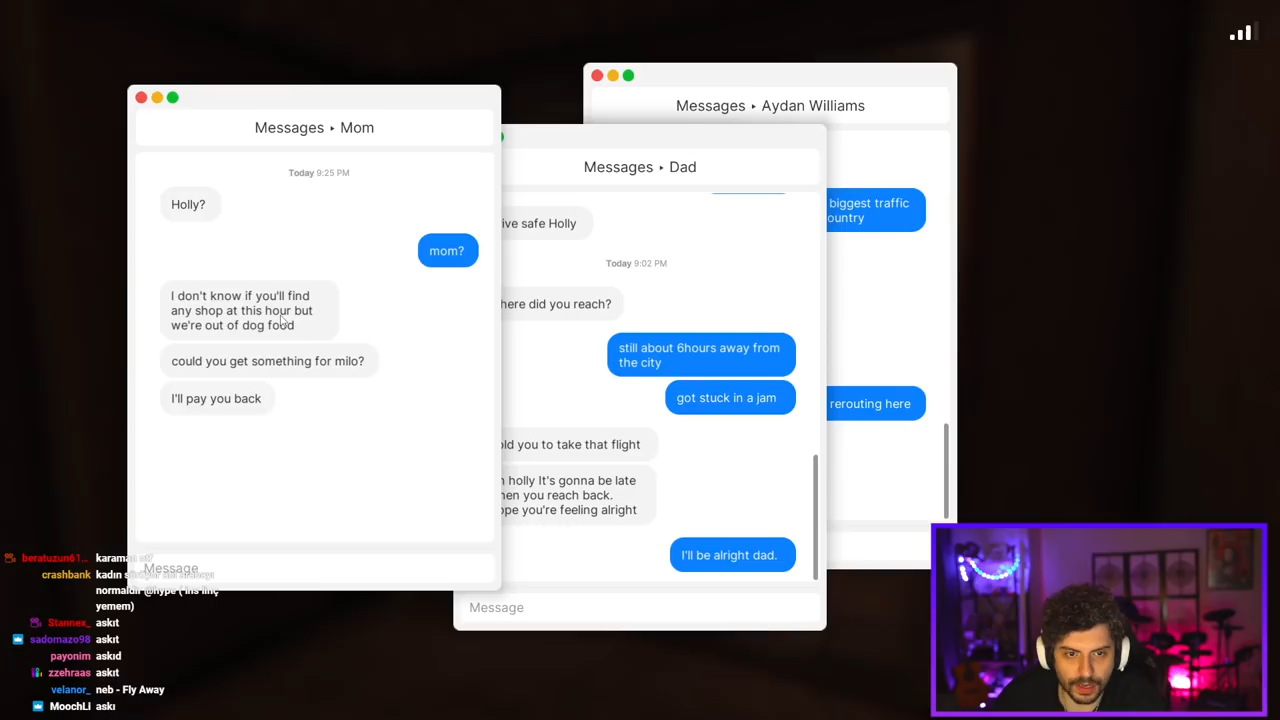 Messages ▸ Mom
Today 9:25 PM
Holly?
mom?
I don't know if you'll find
any shop at this hour but
we're out of dog food
could you get something for milo?
I'll pay you back
Message
Messages ▸ Dad
ive safe Holly
Today 9:02 PM
here did you reach?
still about 6hours away from
the city
got stuck in a jam
old you to take that flight
holly It's gonna be late
hen you reach back.
ope you're feeling alright
I'll be alright dad.
Message
Messages ▸ Aydan Williams
biggest traffic
ountry
rerouting here
beratuzun61..
crashbank
normaldir @hype ( ins linç
yemem)
Stannex_ askıt
sadomazo98 askıt
payonim askıd
zzehraas askıt
velanor_ neb - Fly Away
MoochLi askı